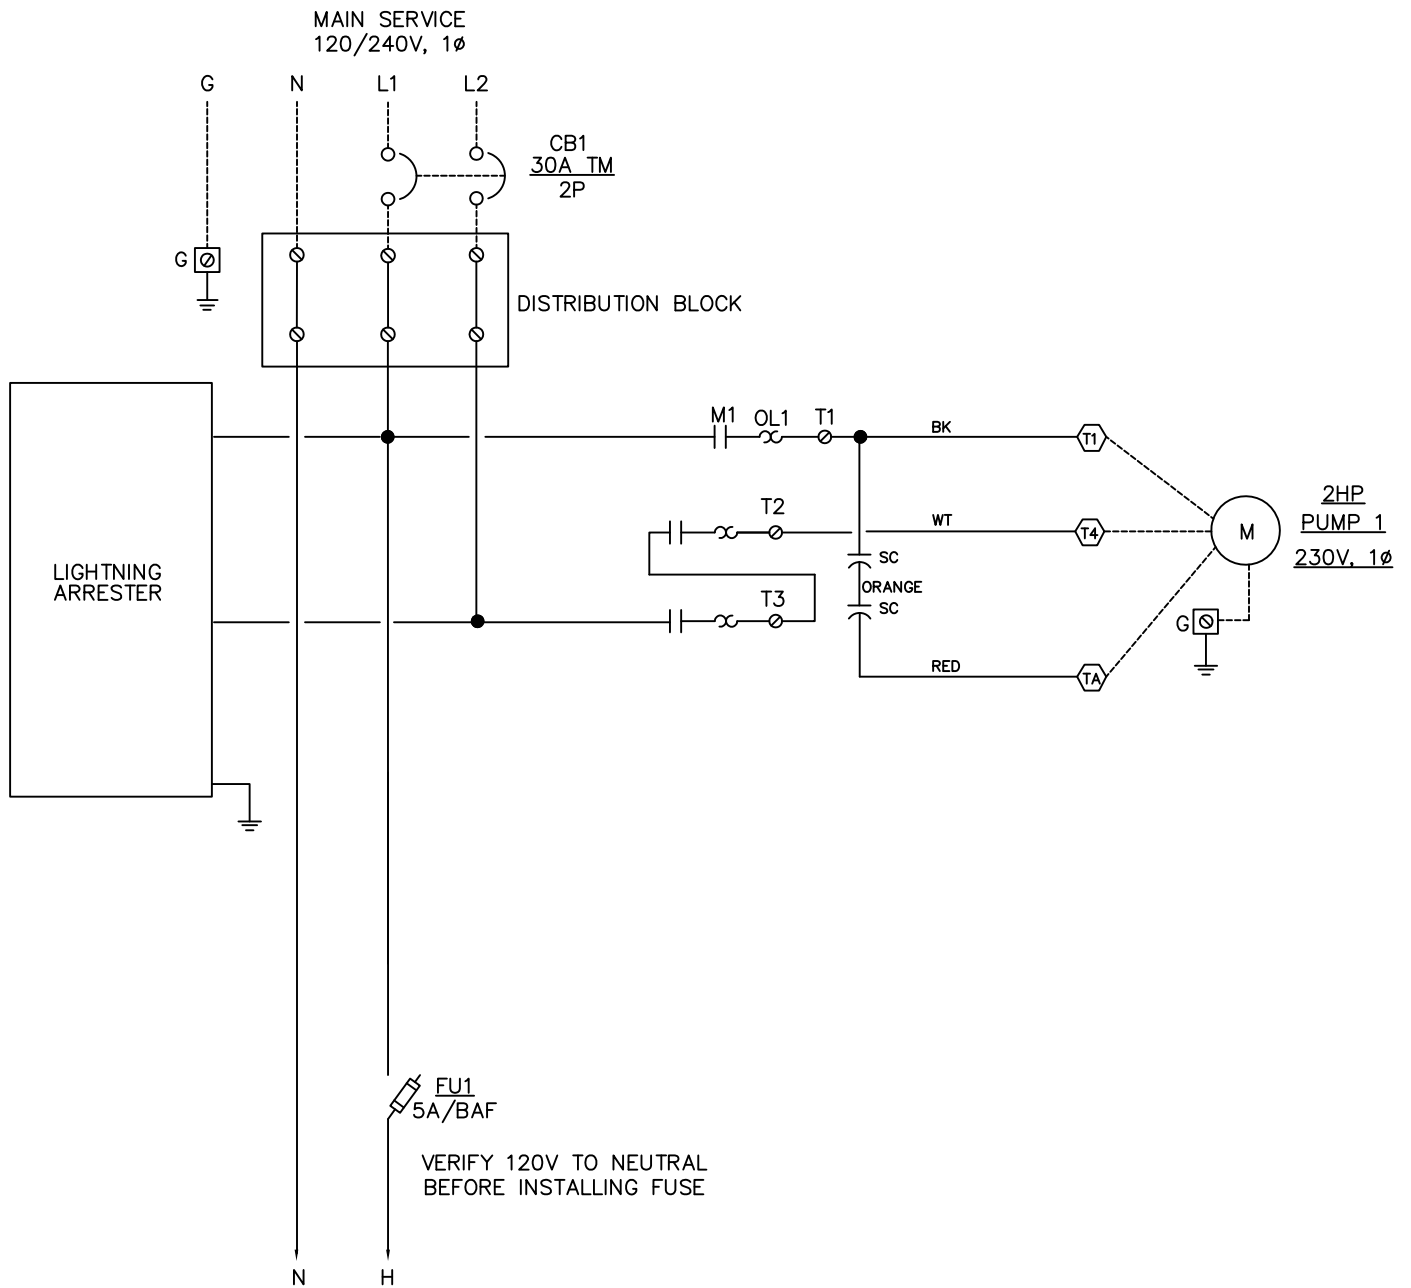 MAIN SERVICE
120/240V, 1ø
G
N
L1
L2
CB1
30A TM
2P
G
DISTRIBUTION BLOCK
M1
OL1
T1
BK
T1
T2
WT
T4
M
2HP
PUMP 1
230V, 1ø
SC
ORANGE
SC
LIGHTNING
ARRESTER
T3
G
RED
TA
FU1
5A/BAF
VERIFY 120V TO NEUTRAL
BEFORE INSTALLING FUSE
N
H